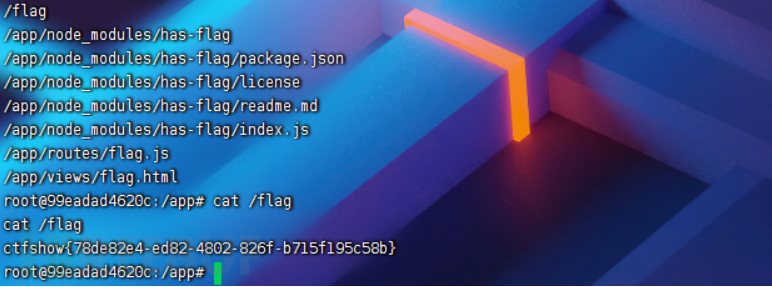 /flag
/app/node_modules/has-flag
/app/node_modules/has-flag/package.json
/app/node_modules/has-flag/license
/app/node_modules/has-flag/readme.md
/app/node_modules/has-flag/index.js
/app/routes/flag.js
/app/views/flag.html
root@99eadad4620c:/app# cat /flag
cat /flag
ctfshow{78de82e4-ed82-4802-826f-b715f195c58b}
root@99eadad4620c:/app#